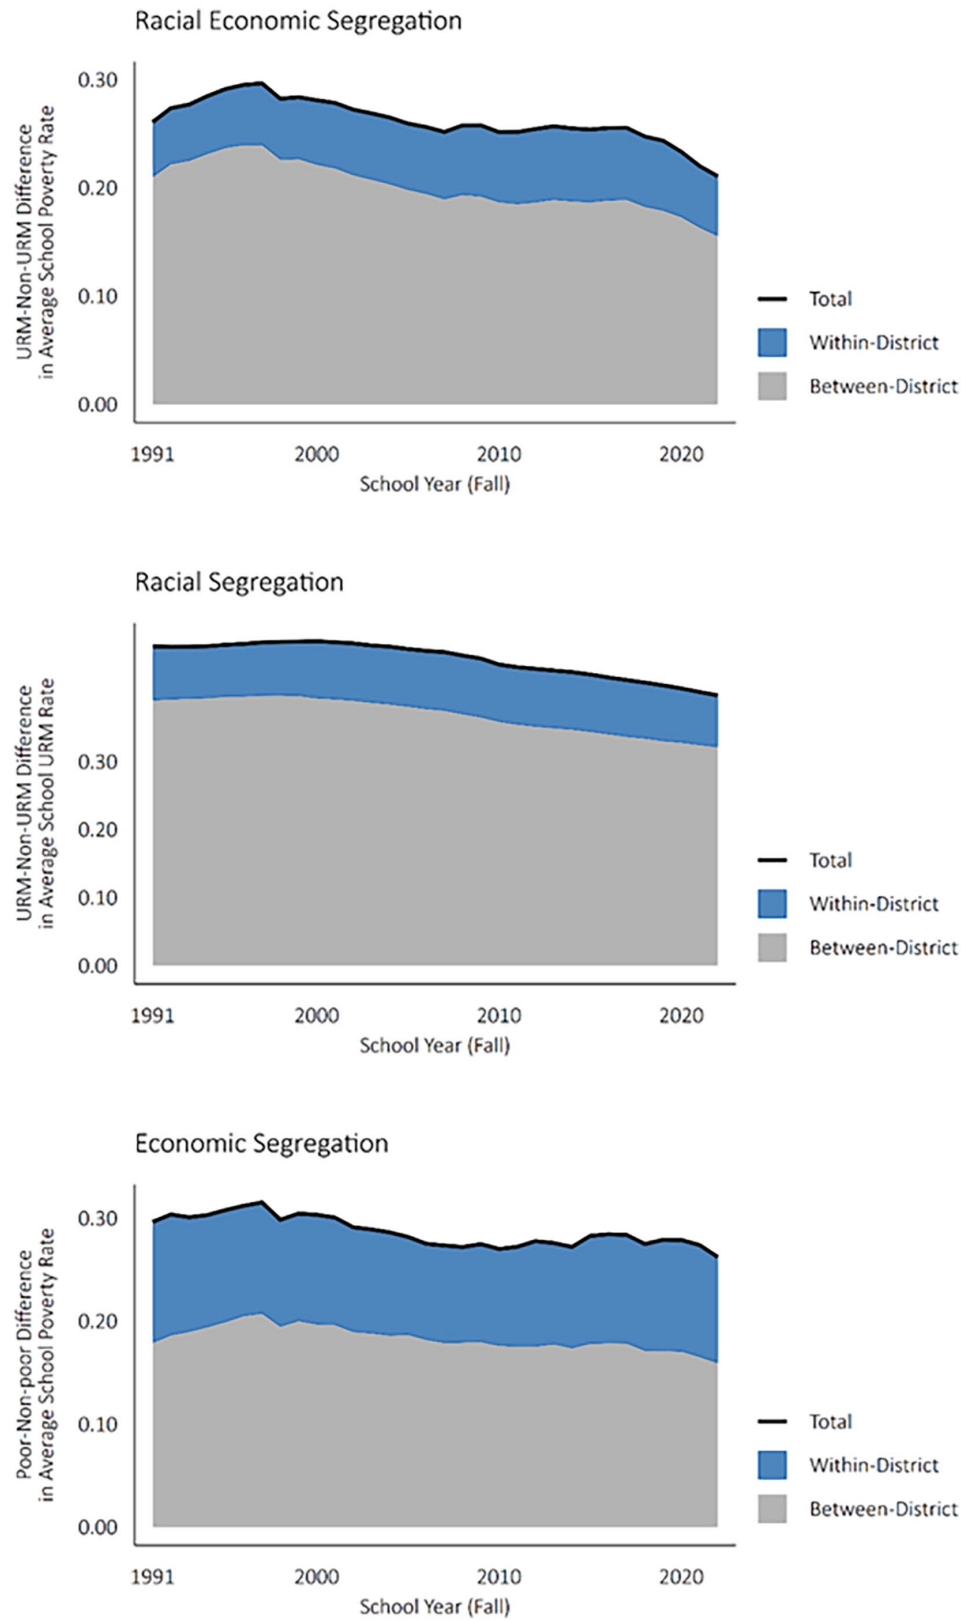 Racial Economic Segregation
URM-Non-URM Difference
in Average School Poverty Rate
0.30
0.20
0.10
0.00
1991
2000
2010
2020
School Year (Fall)
Total
Within-District
Between-District
Racial Segregation
URM-Non-URM Difference
in Average School URM Rate
0.30
0.20
0.10
0.00
1991
2000
2010
2020
School Year (Fall)
Total
Within-District
Between-District
Economic Segregation
Poor-Non-poor Difference
in Average School Poverty Rate
0.30
0.20
0.10
0.00
1991
2000
2010
2020
School Year (Fall)
Total
Within-District
Between-District